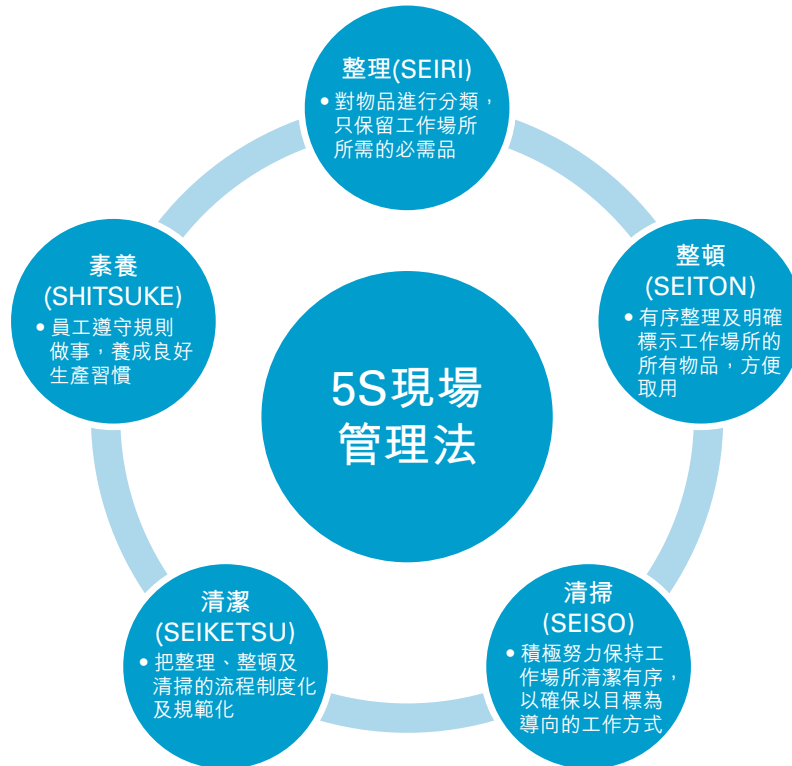 整理(SEIRI)
• 對物品進行分類，
只保留工作場所
所需的必需品
整頓
(SEITON)
• 有序整理及明確
標示工作場所的
所有物品，方便
取用
清掃
(SEISO)
• 積極努力保持工
作場所清潔有序，
以確保以目標為
導向的工作方式
清潔
(SEIKETSU)
• 把整理、整頓及
清掃的流程制度化
及規範化
素養
(SHITSUKE)
• 員工遵守規則
做事，養成良好
生產習慣
5S現場
管理法